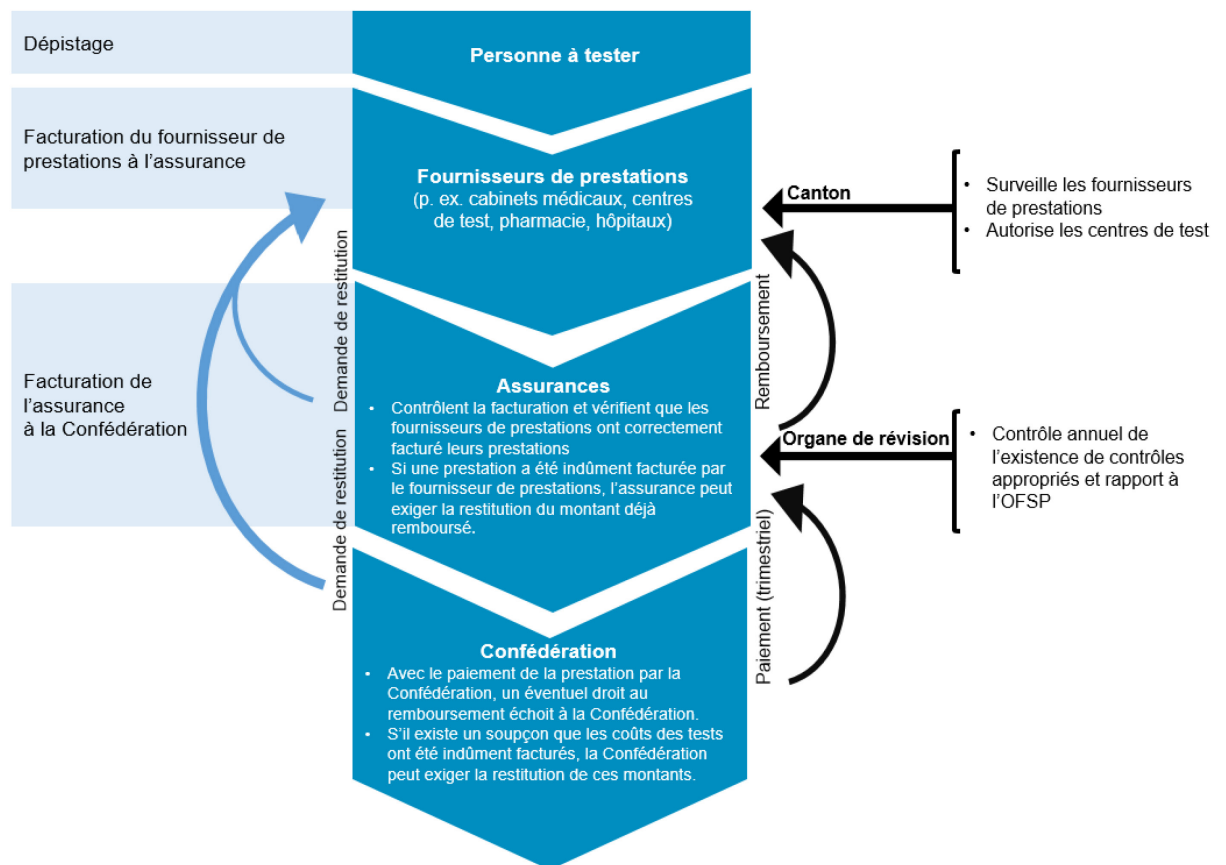 Dépistage
Personne à tester
Facturation du fournisseur de
prestations à l'assurance
Fournisseurs de prestations
(p. ex. cabinets médicaux, centres
de test, pharmacie, hôpitaux)
Canton
• Surveille les fournisseurs
de prestations
• Autorise les centres de test
Demande de restitution
Remboursement
Facturation de
l'assurance
à la Confédération
Assurances
• Contrôlent la facturation et vérifient que les
fournisseurs de prestations ont correctement
facturé leurs prestations
• Si une prestation a été indûment facturée par
le fournisseur de prestations, l'assurance peut
exiger la restitution du montant déjà
remboursé.
Organe de révision
• Contrôle annuel de
l'existence de contrôles
appropriés et rapport à
l'OFSP
Demande de restitution
Paiement (trimestriel)
Confédération
• Avec le paiement de la prestation par la
Confédération, un éventuel droit au
remboursement échoit à la Confédération.
• S'il existe un soupçon que les coûts des tests
ont été indûment facturés, la Confédération
peut exiger la restitution de ces montants.